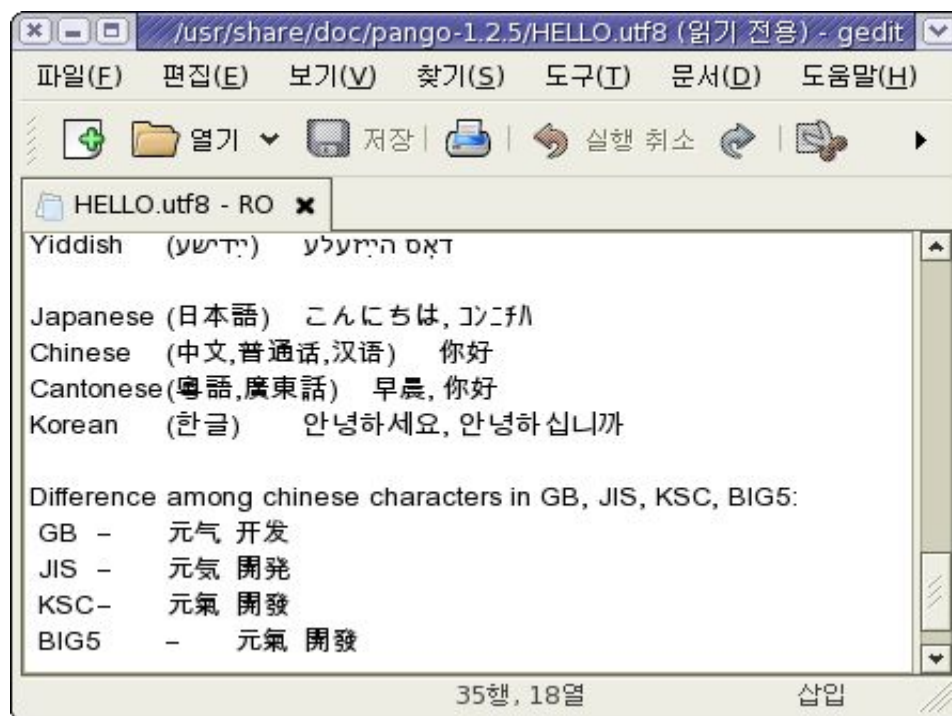 /usr/share/doc/pango-1.2.5/HELLO.utf8 (읽기 전용) - gedit
파일(F) 편집(E) 보기(V) 찾기(S) 도구(T) 문서(D) 도움말(H)
열기 저장 실행 취소
HELLO.utf8 - RO
Yiddish (ייִדישע) דאָס הײַזעלע
Japanese (日本語) こんにちは, ｺﾝﾆﾁﾊ
Chinese (中文,普通话,汉语) 你好
Cantonese (粵語,廣東話) 早晨, 你好
Korean (한글) 안녕하세요, 안녕하십니까
Difference among chinese characters in GB, JIS, KSC, BIG5:
GB – 元气 开发
JIS – 元気 開発
KSC– 元氣 開發
BIG5 – 元氣 開發
35행, 18열 삽입